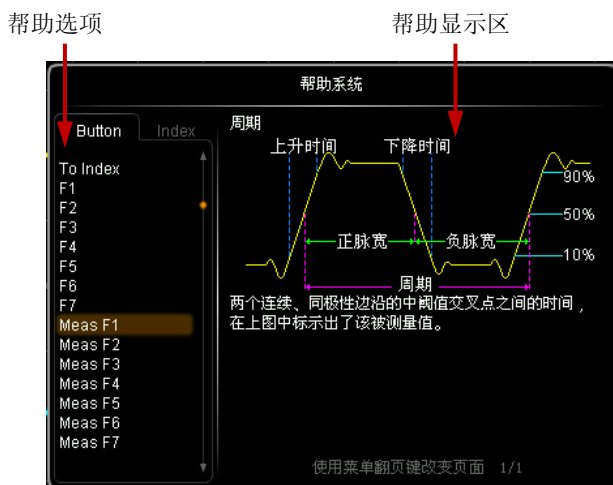 帮助选项
帮助显示区
帮助系统
Button
Index
To Index
F1
F2
F3
F4
F5
F6
F7
Meas F1
Meas F2
Meas F3
Meas F4
Meas F5
Meas F6
Meas F7
周期
上升时间
下降时间
90%
50%
10%
正脉宽
负脉宽
周期
两个连续、同极性边沿的中阈值交叉点之间的时间，
在上图中标示出了该被测量值。
使用菜单翻页键改变页面 1/1